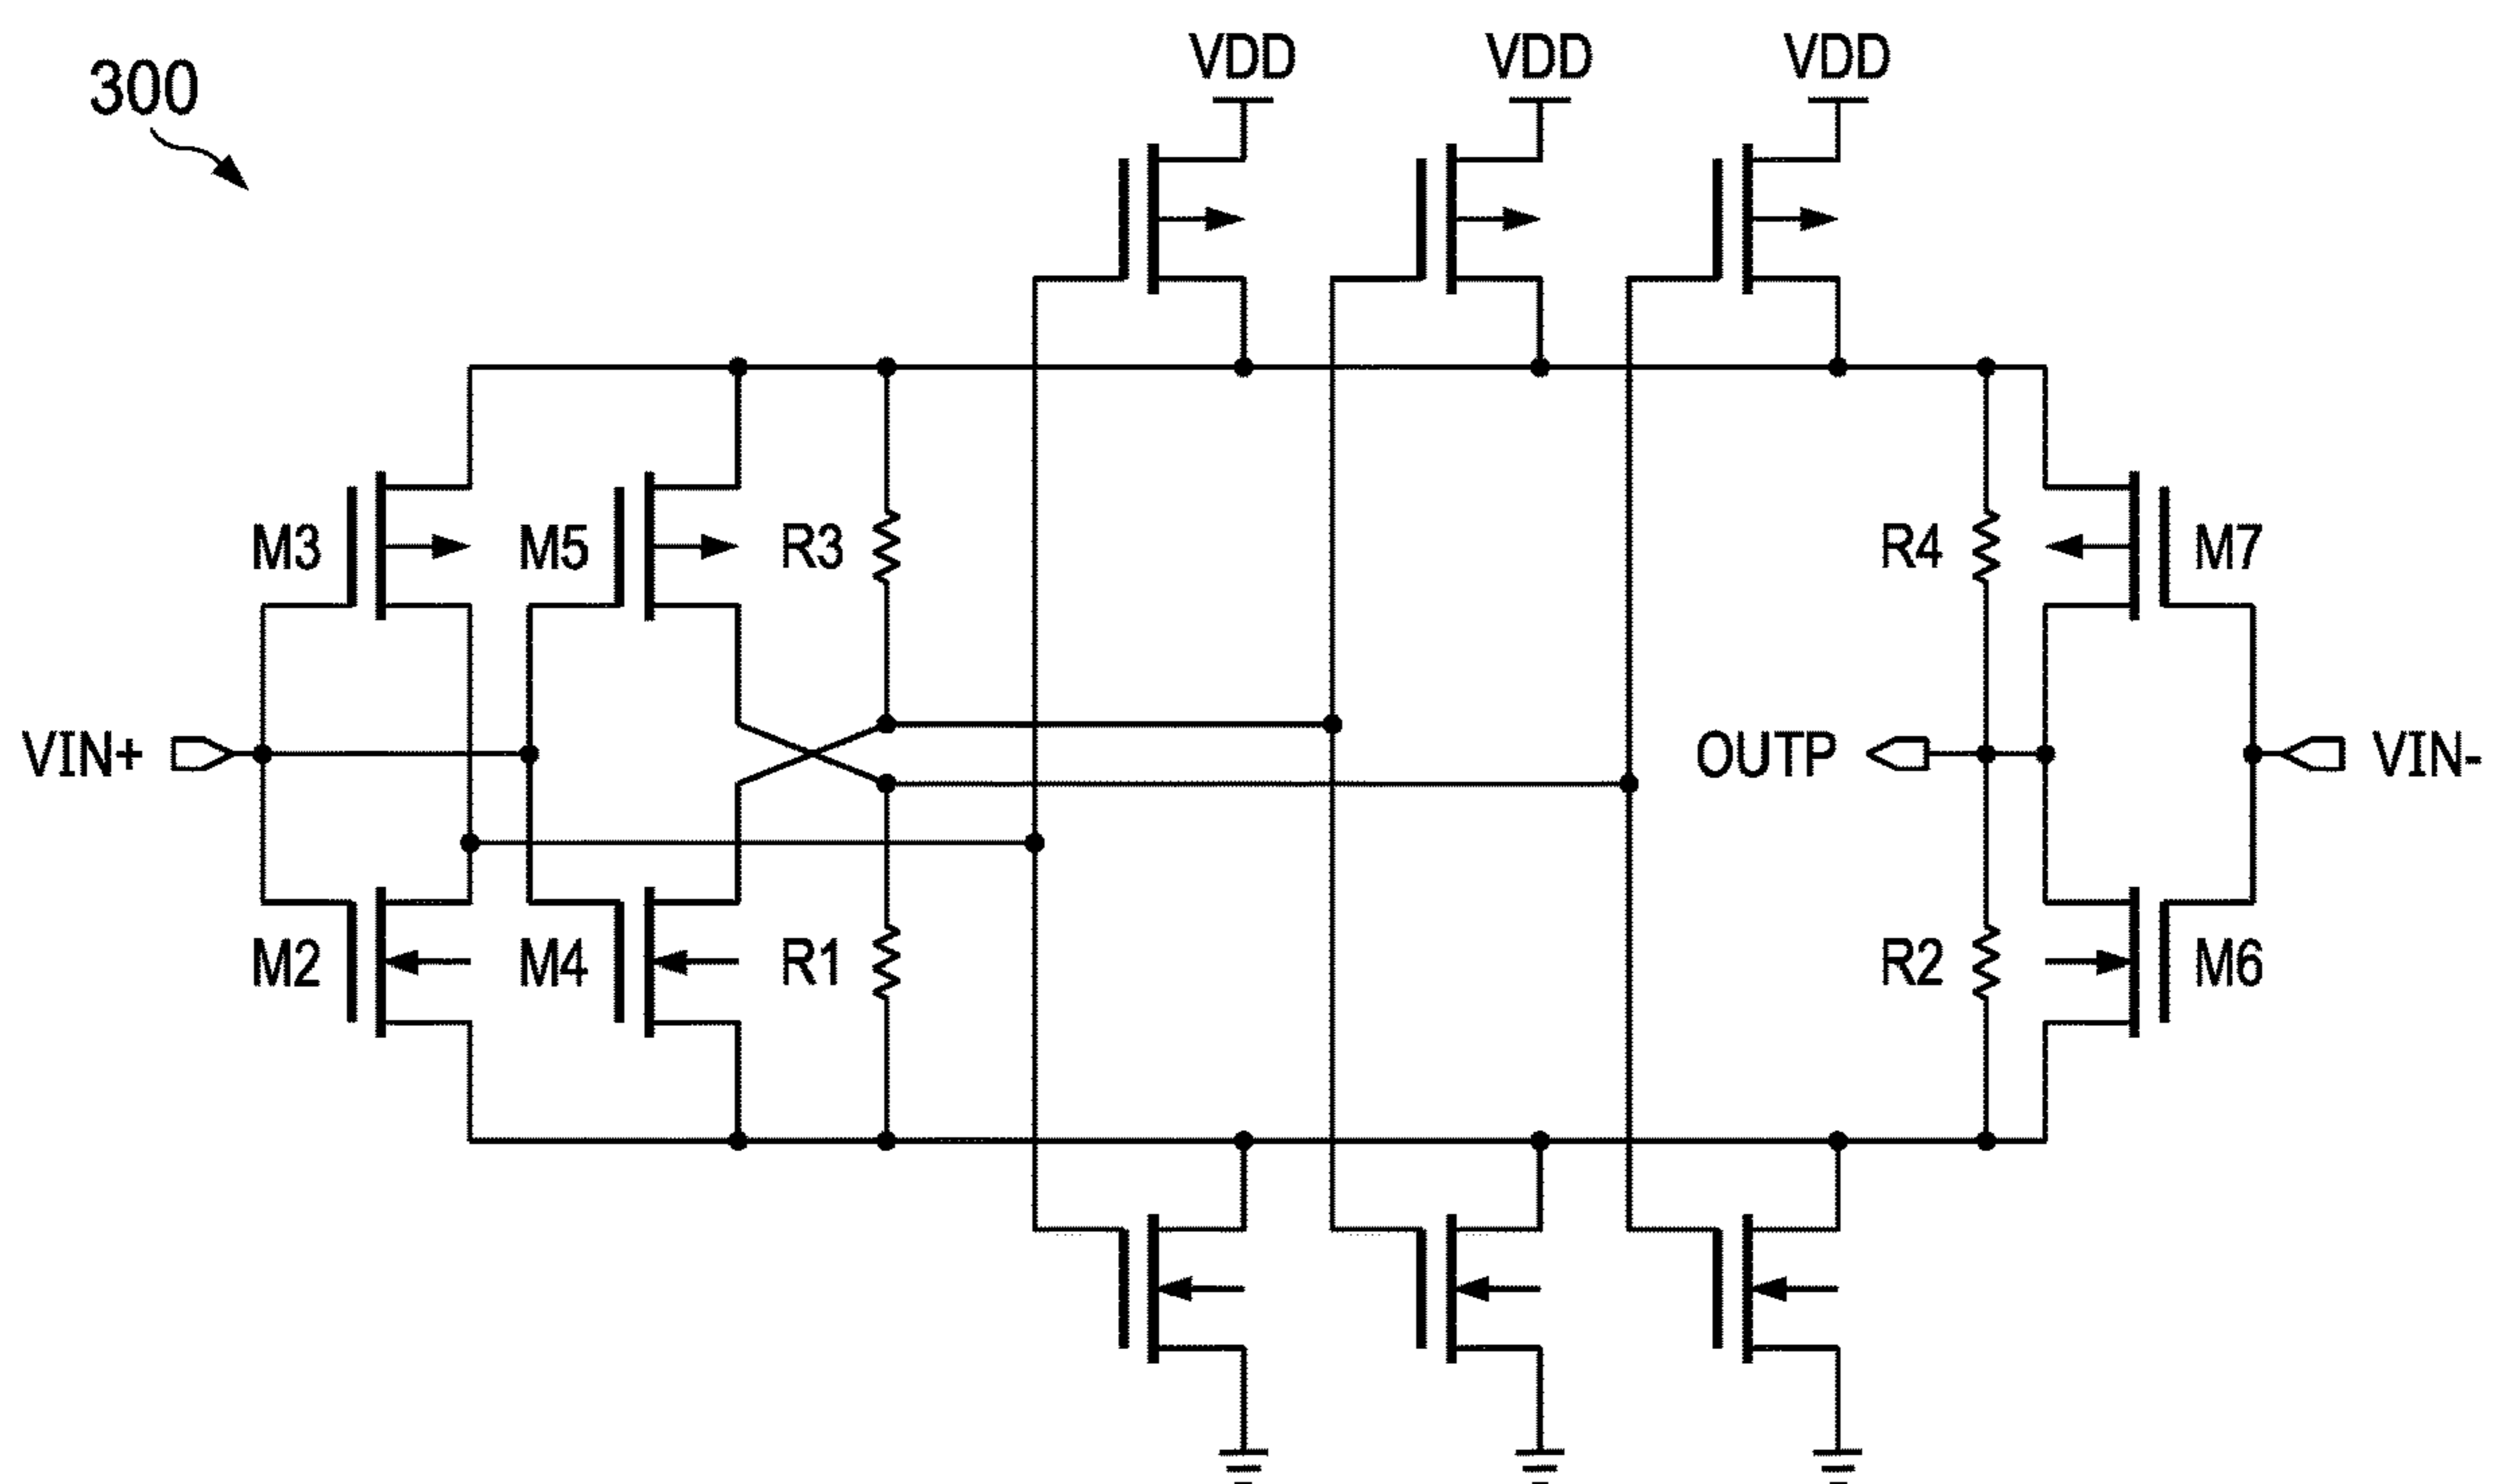 300
VDD VDD VDD
M3 M5 R3 R4 M7
VIN+ OUTP VIN-
M2 M4 R1 R2 M6